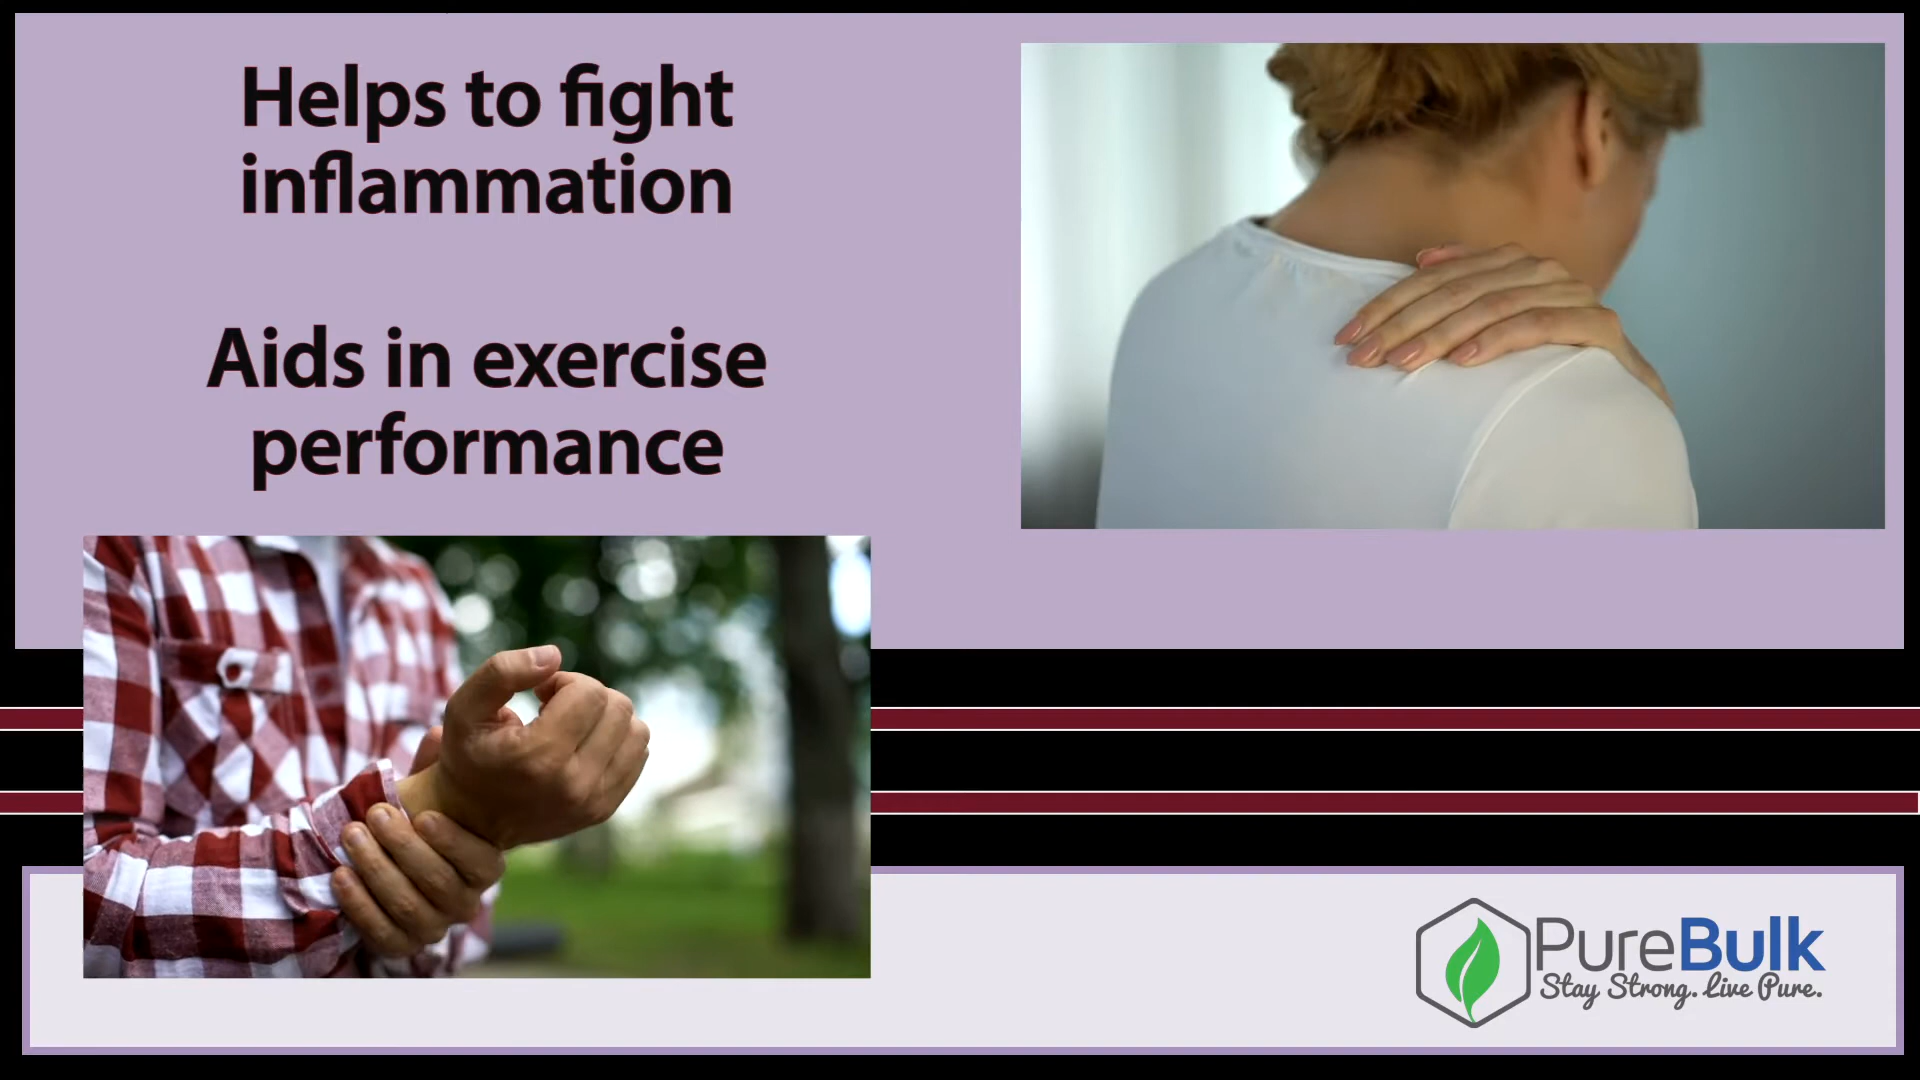 Helps to fight
inflammation
Aids in exercise
performance
PureBulk
Stay Strong. Live Pure.